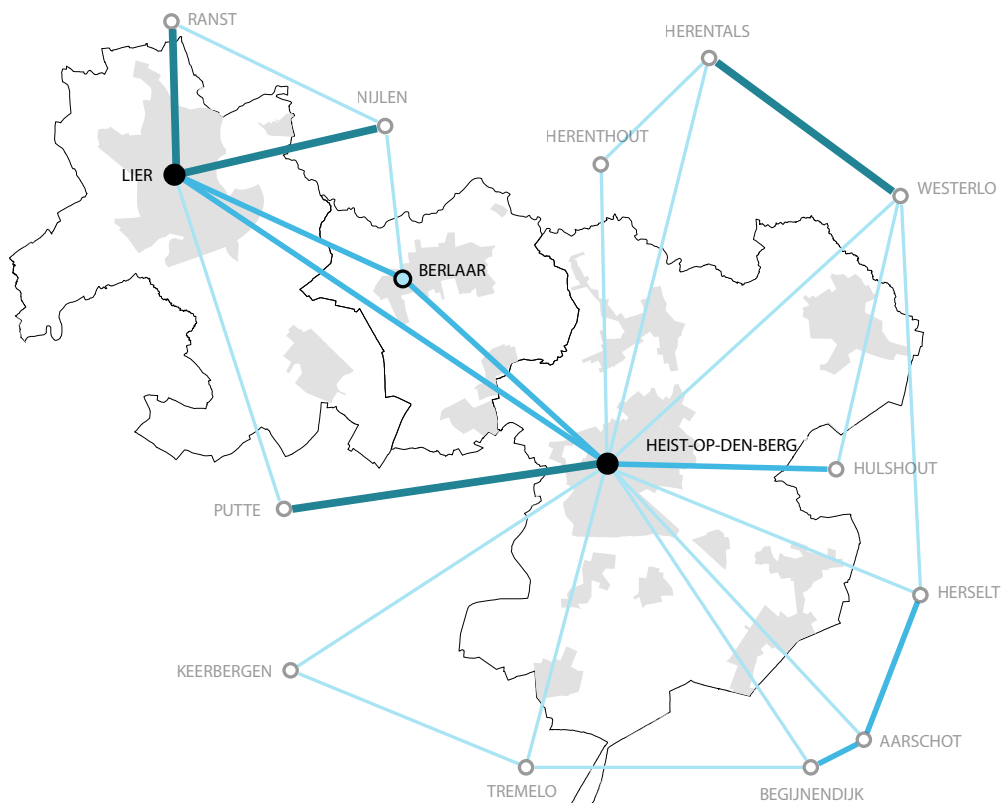 RANST
HERENTALS
NIJLEN
HERENTHOUT
LIER
WESTERLO
BERLAAR
HEIST-OP-DEN-BERG
HULSHOUT
PUTTE
HERSELT
KEERBERGEN
AARSCHOT
TREMELO
BEGIJNENDIJK